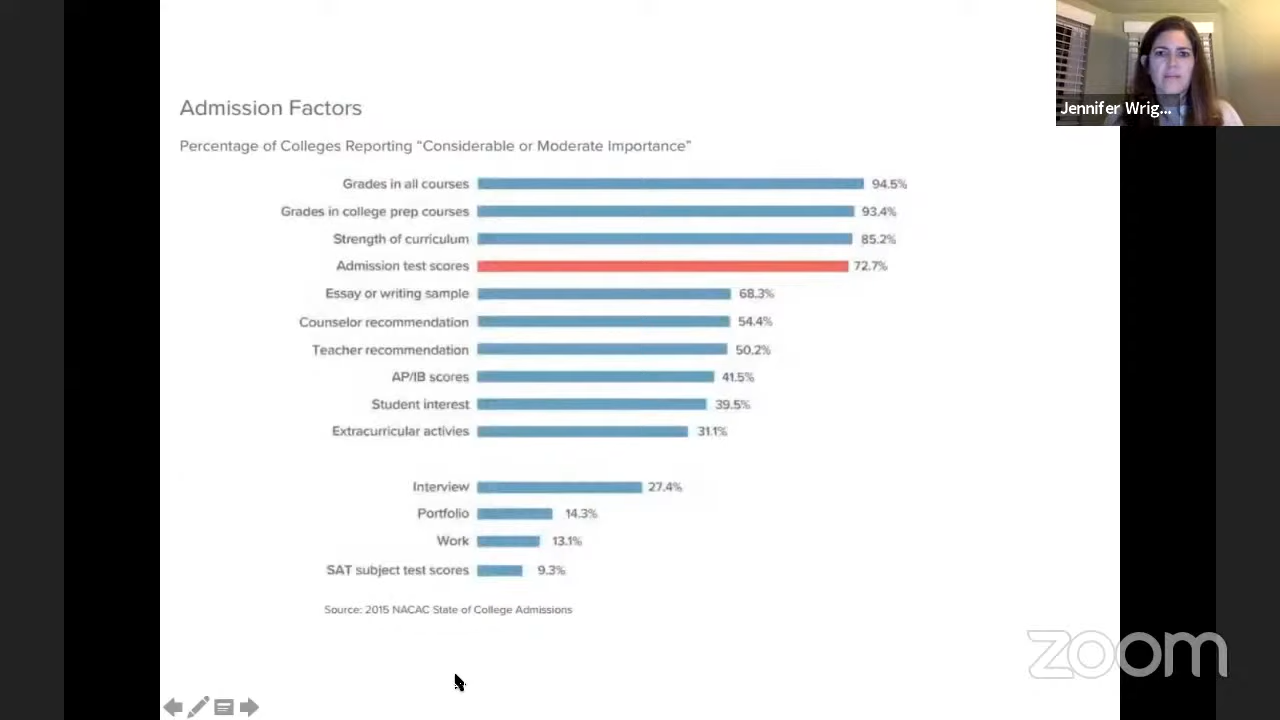 Jennifer Wrig...
Admission Factors
Percentage of Colleges Reporting "Considerable or Moderate Importance"
Grades in all courses 94.5%
Grades in college prep courses 93.4%
Strength of curriculum 85.2%
Admission test scores 72.7%
Essay or writing sample 68.3%
Counselor recommendation 54.4%
Teacher recommendation 50.2%
AP/IB scores 41.5%
Student interest 39.5%
Extracurricular activies 31.1%
Interview 27.4%
Portfolio 14.3%
Work 13.1%
SAT subject test scores 9.3%
Source: 2015 NACAC State of College Admissions
zoom